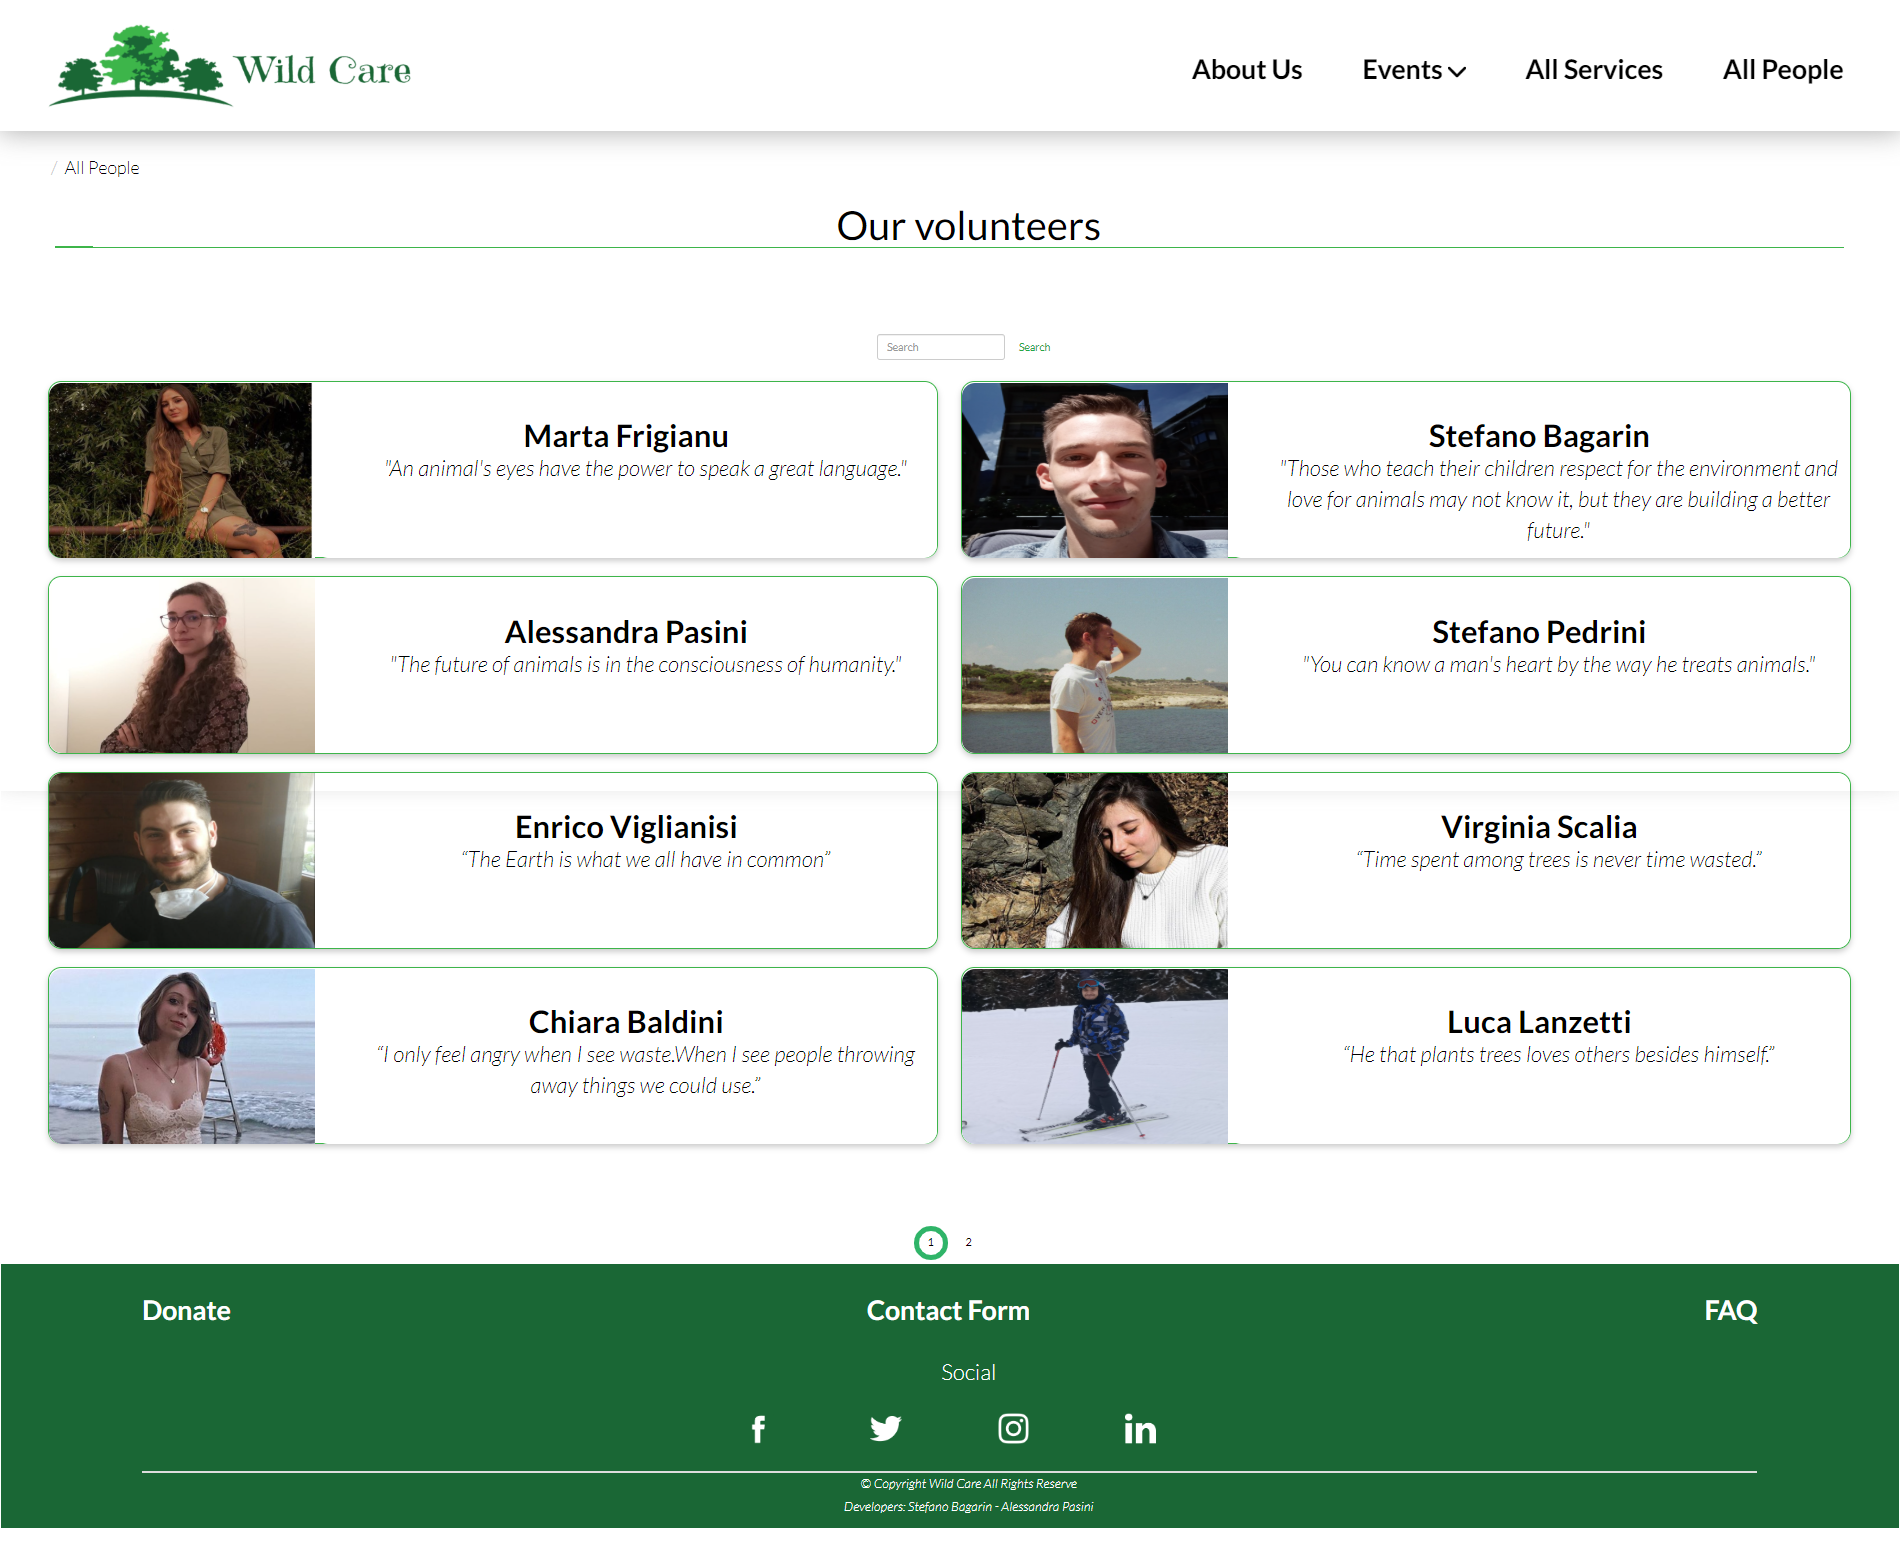 Wild Care
About Us
Events
All Services
All People
/ All People
Our volunteers
Search
Search
Marta Frigianu
"An animal's eyes have the power to speak a great language."
Stefano Bagarin
"Those who teach their children respect for the environment and
love for animals may not know it, but they are building a better
future."
Alessandra Pasini
"The future of animals is in the consciousness of humanity."
Stefano Pedrini
"You can know a man's heart by the way he treats animals."
Enrico Viglianisi
“The Earth is what we all have in common”
Virginia Scalia
“Time spent among trees is never time wasted.”
Chiara Baldini
“I only feel angry when I see waste.When I see people throwing
away things we could use.”
Luca Lanzetti
“He that plants trees loves others besides himself.”
1
2
Donate
Contact Form
FAQ
Social
© Copyright Wild Care All Rights Reserve
Developers: Stefano Bagarin - Alessandra Pasini